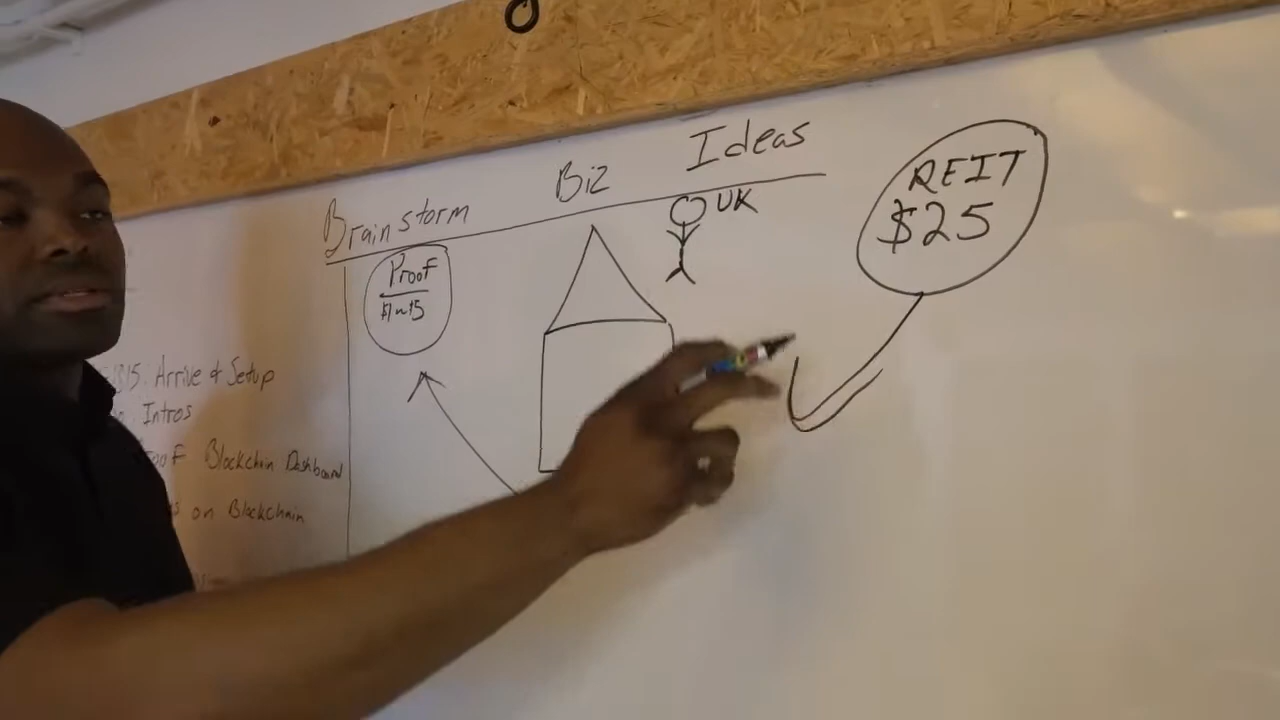 Brainstorm Biz Ideas
UK
REIT
$25
Proof
Arrive & Setup
Intros
Blockchain Dashboard
on Blockchain